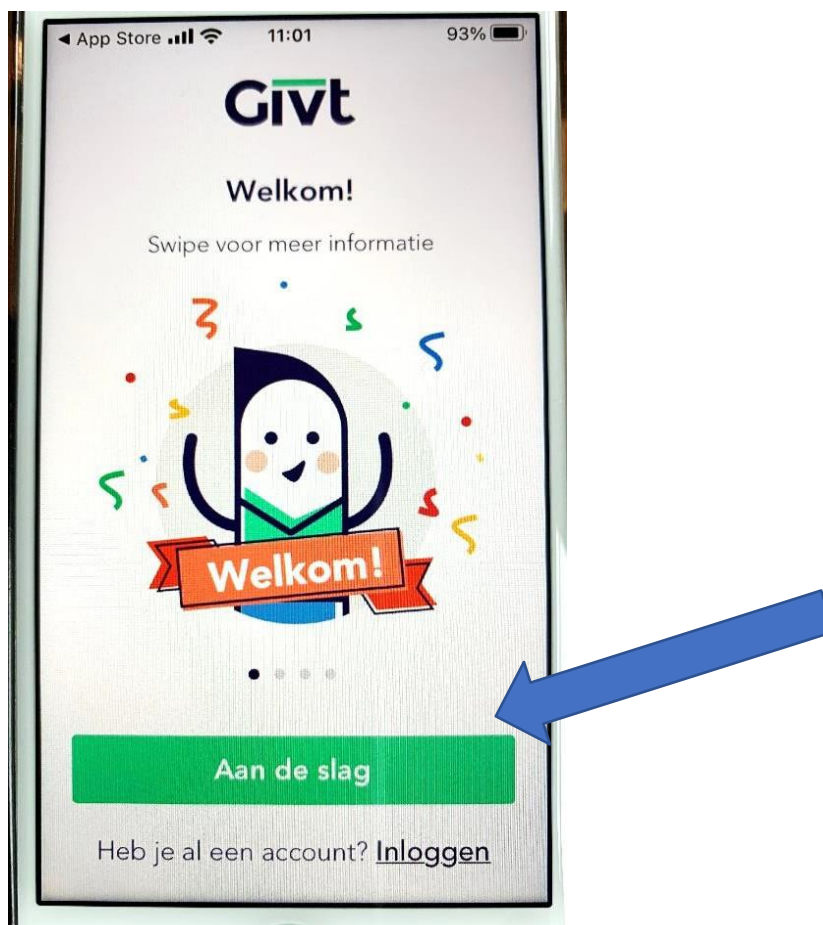 ◀ App Store 11:01 93%
Givt
Welkom!
Swipe voor meer informatie
Welkom!
Aan de slag
Heb je al een account? Inloggen